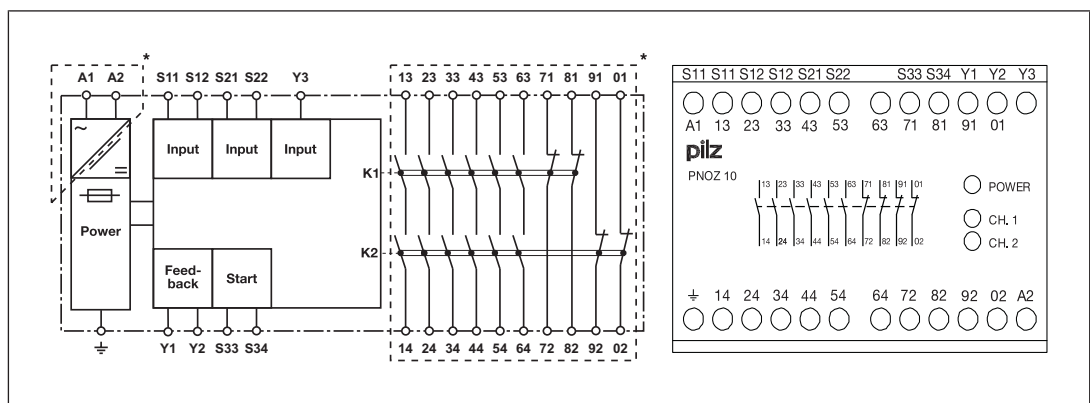 * *
A1 A2 S11 S12 S21 S22 Y3 13 23 33 43 53 63 71 81 91 01
~
=
Input Input Input
K1
Power
K2
Feed-
back
Start
Y1 Y2 S33 S34 14 24 34 44 54 64 72 82 92 02
S11 S11 S12 S12 S21 S22 S33 S34 Y1 Y2 Y3
A1 13 23 33 43 53 63 71 81 91 01
pilz
PNOZ 10
13 23 33 43 53 63 71 81 91 01
POWER
CH. 1
CH. 2
14 24 34 44 54 64 72 82 92 02
14 24 34 44 54 64 72 82 92 02 A2